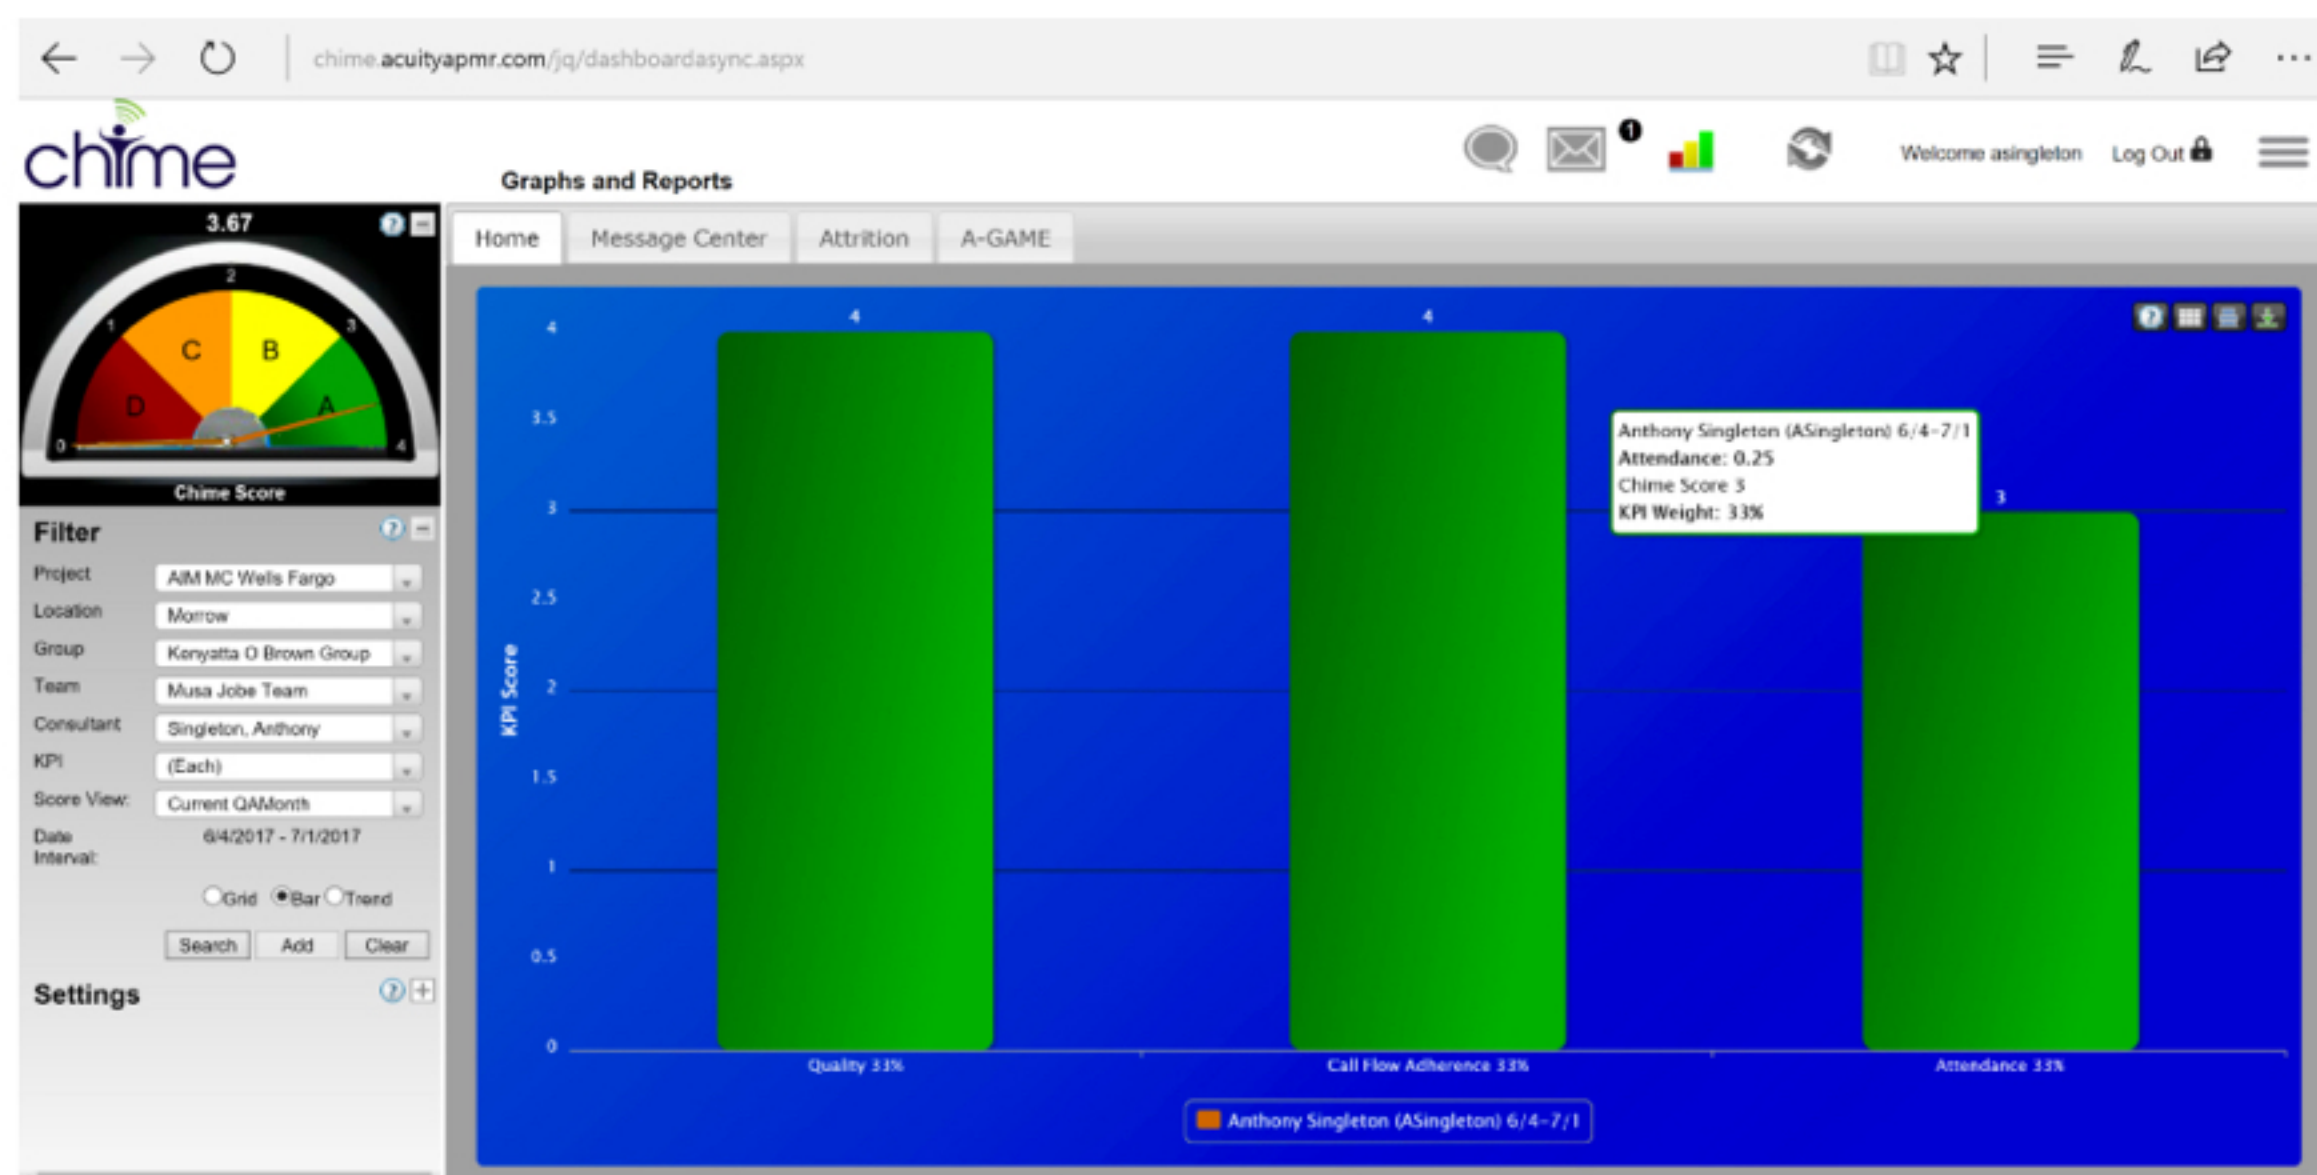 chime.acuityapmr.com/jq/dashboardasync.aspx
chime
Graphs and Reports
1
Welcome asingleton
Log Out
3.67
0
1
2
3
4
D
C
B
A
Chime Score
Home
Message Center
Attrition
A-GAME
Filter
Project AIM MC Wells Fargo
Location Morrow
Group Kenyatta O Brown Group
Team Musa Jobe Team
Consultant Singleton, Anthony
KPI (Each)
Score View: Current QAMonth
Date 6/4/2017 - 7/1/2017
Interval:
Grid Bar Trend
Search Add Clear
Settings
4
3.5
3
2.5
2
1.5
1
0.5
0
KPI Score
4
4
3
Anthony Singleton (ASingleton) 6/4-7/1
Attendance: 0.25
Chime Score 3
KPI Weight: 33%
Quality 33%
Call Flow Adherence 33%
Attendance 33%
Anthony Singleton (ASingleton) 6/4-7/1